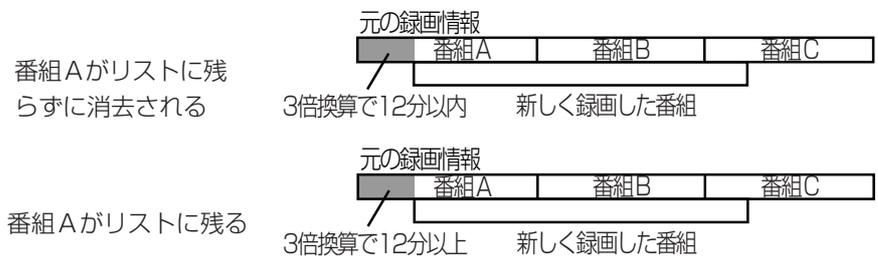 元の録画情報
番組A 番組B 番組C
番組Aがリストに残
らずに消去される
3倍換算で12分以内 新しく録画した番組
元の録画情報
番組A 番組B 番組C
番組Aがリストに残る
3倍換算で12分以上 新しく録画した番組